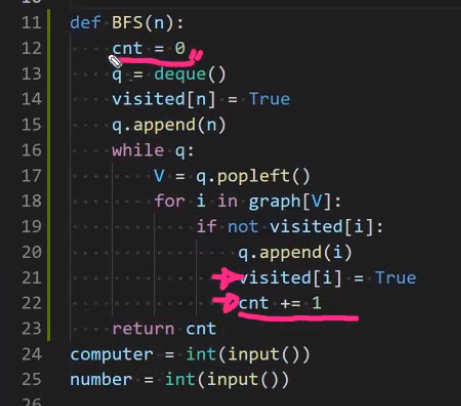 11 def BFS(n):
12     cnt = 0
13     q = deque()
14     visited[n] = True
15     q.append(n)
16     while q:
17         V = q.popleft()
18         for i in graph[V]:
19             if not visited[i]:
20                 q.append(i)
21                 visited[i] = True
22                 cnt += 1
23     return cnt
24 computer = int(input())
25 number = int(input())